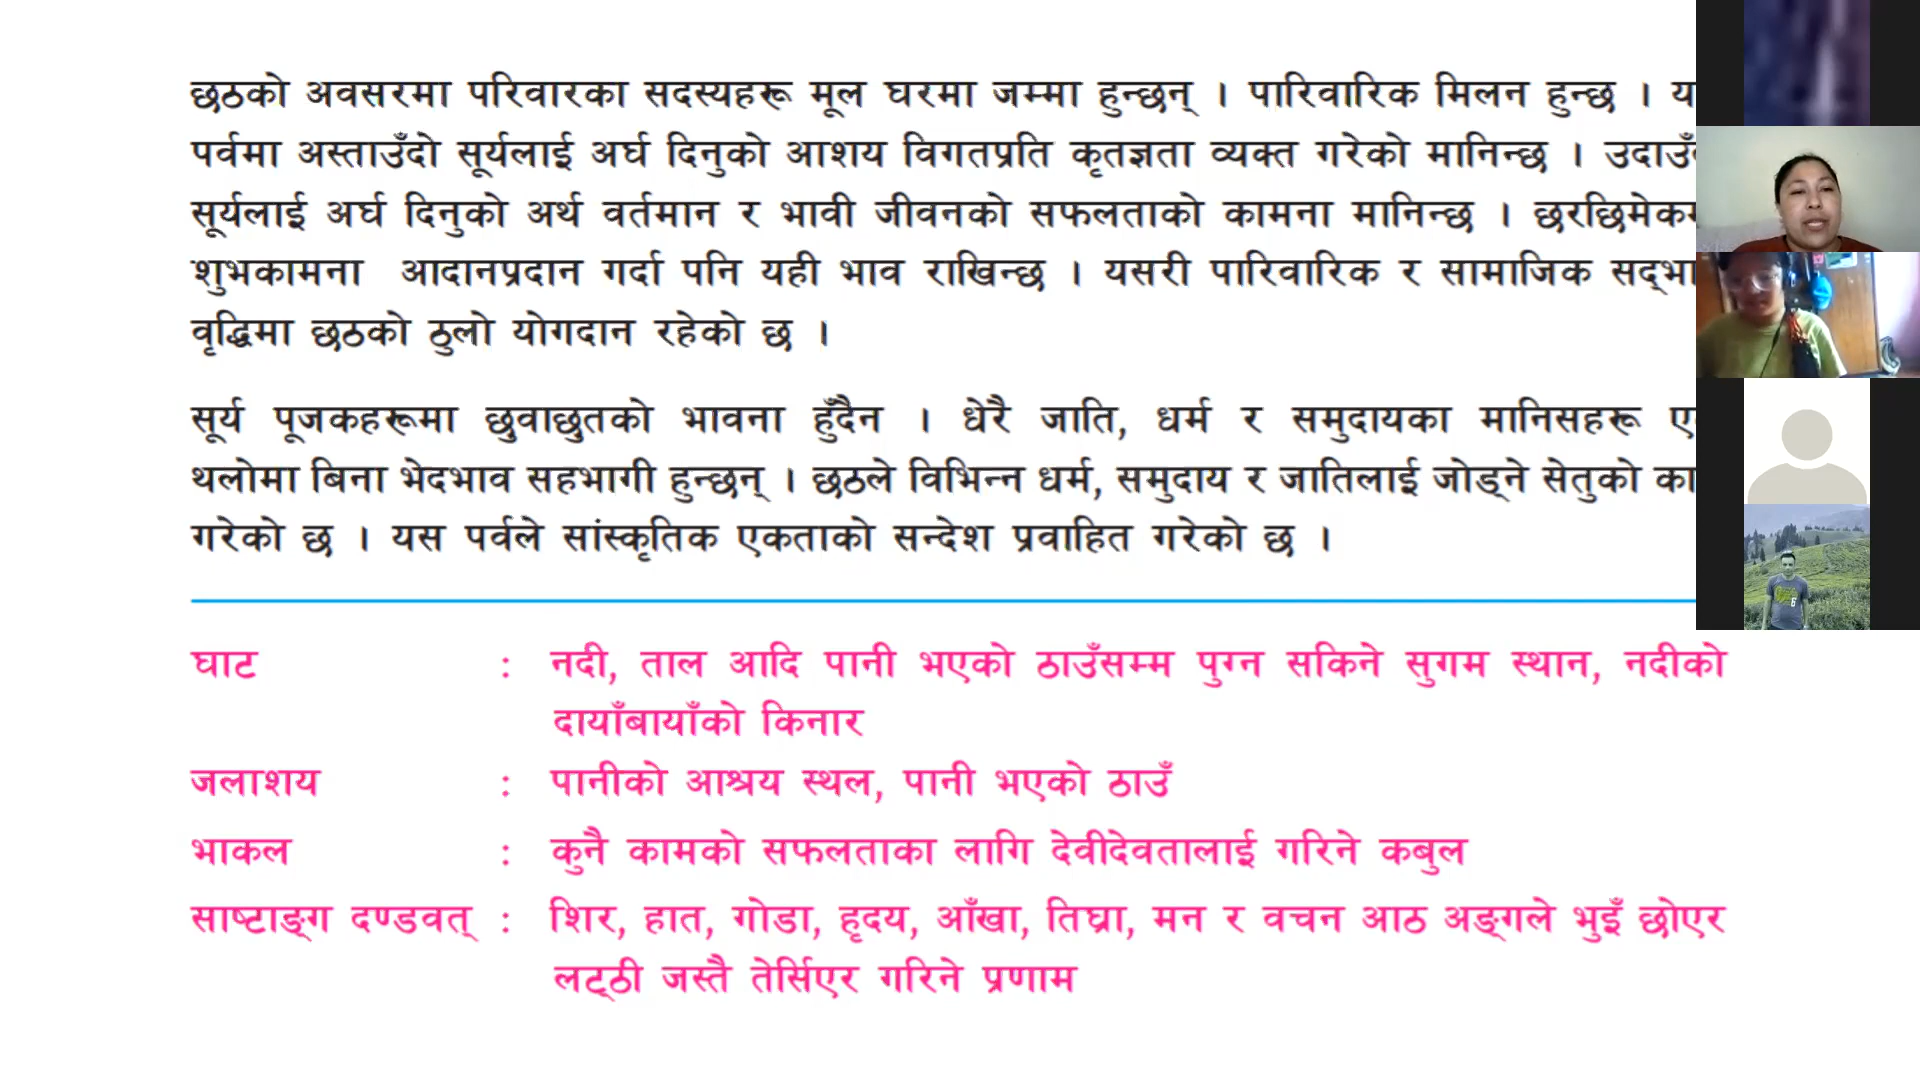 छठको अवसरमा परिवारका सदस्यहरू मूल घरमा जम्मा हुन्छन् । पारिवारिक मिलन हुन्छ ।
पर्वमा अस्ताउँदो सूर्यलाई अर्घ दिनुको आशय विगतप्रति कृतज्ञता व्यक्त गरेको मानिन्छ ।
सूर्यलाई अर्घ दिनुको अर्थ वर्तमान र भावी जीवनको सफलताको कामना मानिन्छ ।
शुभकामना आदानप्रदान गर्दा पनि यही भाव राखिन्छ । यसरी पारिवारिक र सामाजिक
वृद्धिमा छठको ठुलो योगदान रहेको छ ।
सूर्य पूजकहरूमा छुवाछुतको भावना हुँदैन । धेरै जाति, धर्म र समुदायका मानिसहरू
थलोमा बिना भेदभाव सहभागी हुन्छन् । छठले विभिन्न धर्म, समुदाय र जातिलाई जोड्ने सेतुको
गरेको छ । यस पर्वले सांस्कृतिक एकताको सन्देश प्रवाहित गरेको छ ।
घाट : नदी, ताल आदि पानी भएको ठाउँसम्म पुग्न सकिने सुगम स्थान, नदीको
दायाँबायाँको किनार
जलाशय : पानीको आश्रय स्थल, पानी भएको ठाउँ
भाकल : कुनै कामको सफलताका लागि देवीदेवतालाई गरिने कबुल
साष्टाङ्ग दण्डवत् : शिर, हात, गोडा, हृदय, आँखा, तिघ्रा, मन र वचन आठ अङ्गले भुइँ छोएर
लट्ठी जस्तै तेर्सिएर गरिने प्रणाम